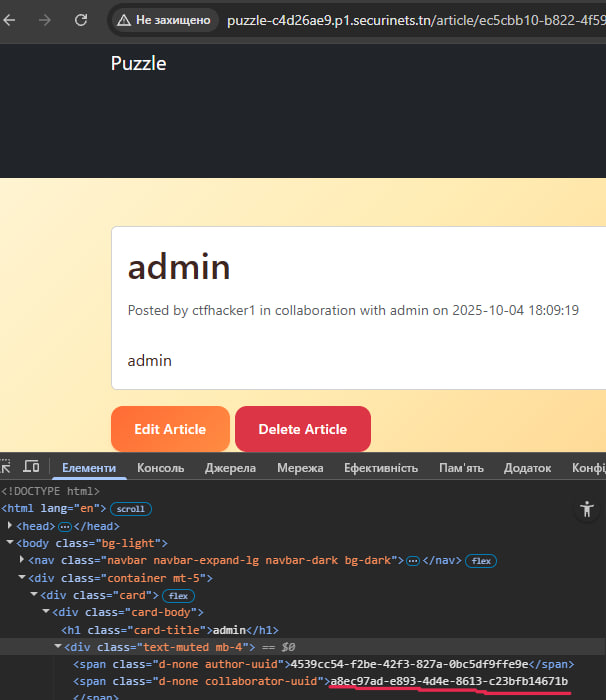 Не захищено
puzzle-c4d26ae9.p1.securinets.tn/article/ec5cbb10-b822-4f59
Puzzle
admin
Posted by ctfhacker1 in collaboration with admin on 2025-10-04 18:09:19
admin
Edit Article
Delete Article
Елементи Консоль Джерела Мережа Ефективність Пам'ять Додаток Конфі
<!DOCTYPE html>
<html lang="en"> scroll
<head> ⋯ </head>
<body class="bg-light">
<nav class="navbar navbar-expand-lg navbar-dark bg-dark"> ⋯ </nav> flex
<div class="container mt-5">
<div class="card"> flex
<div class="card-body">
<h1 class="card-title">admin</h1>
<div class="text-muted mb-4"> == $0
<span class="d-none author-uuid">4539cc54-f2be-42f3-827a-0bc5df9ffe9e</span>
<span class="d-none collaborator-uuid">a8ec97ad-e893-4d4e-8613-c23bfb14671b
</span>